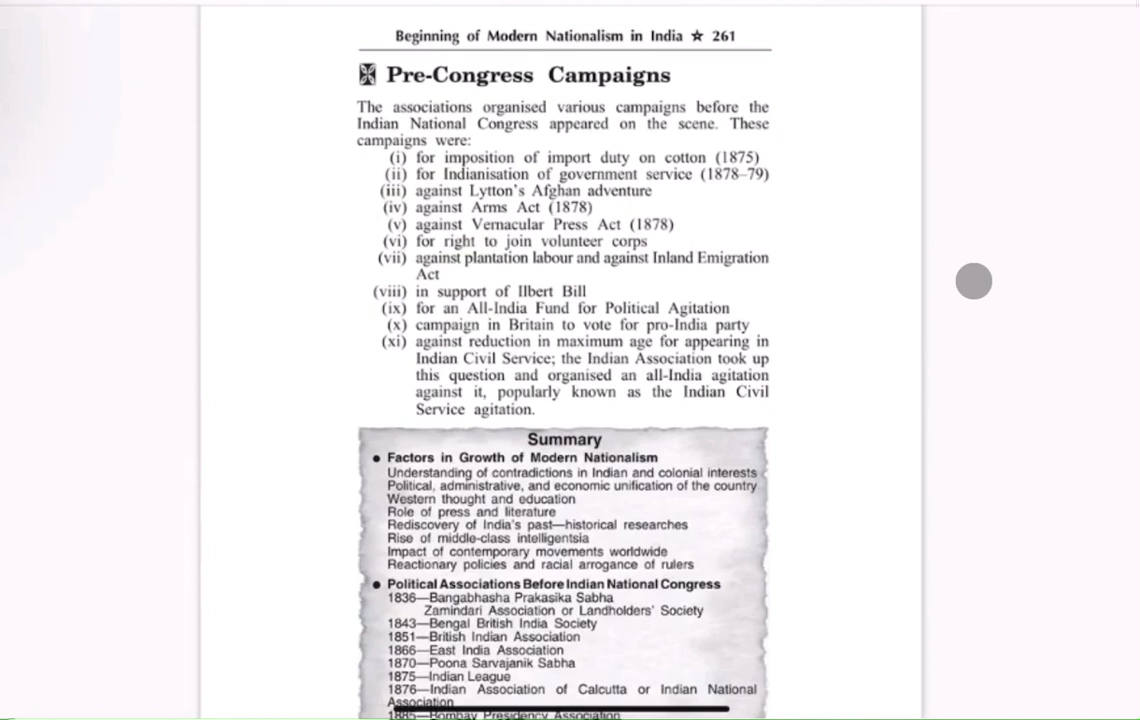 Beginning of Modern Nationalism in India ☆ 261
Pre-Congress Campaigns
The associations organised various campaigns before the
Indian National Congress appeared on the scene. These
campaigns were:
(i) for imposition of import duty on cotton (1875)
(ii) for Indianisation of government service (1878–79)
(iii) against Lytton's Afghan adventure
(iv) against Arms Act (1878)
(v) against Vernacular Press Act (1878)
(vi) for right to join volunteer corps
(vii) against plantation labour and against Inland Emigration
Act
(viii) in support of Ilbert Bill
(ix) for an All-India Fund for Political Agitation
(x) campaign in Britain to vote for pro-India party
(xi) against reduction in maximum age for appearing in
Indian Civil Service; the Indian Association took up
this question and organised an all-India agitation
against it, popularly known as the Indian Civil
Service agitation.
Summary
● Factors in Growth of Modern Nationalism
Understanding of contradictions in Indian and colonial interests
Political, administrative, and economic unification of the country
Western thought and education
Role of press and literature
Rediscovery of India's past—historical researches
Rise of middle-class intelligentsia
Impact of contemporary movements worldwide
Reactionary policies and racial arrogance of rulers
● Political Associations Before Indian National Congress
1836—Bangabhasha Prakasika Sabha
Zamindari Association or Landholders' Society
1843—Bengal British India Society
1851—British Indian Association
1866—East India Association
1870—Poona Sarvajanik Sabha
1875—Indian League
1876—Indian Association of Calcutta or Indian National
Association
1885—Bombay Presidency Association